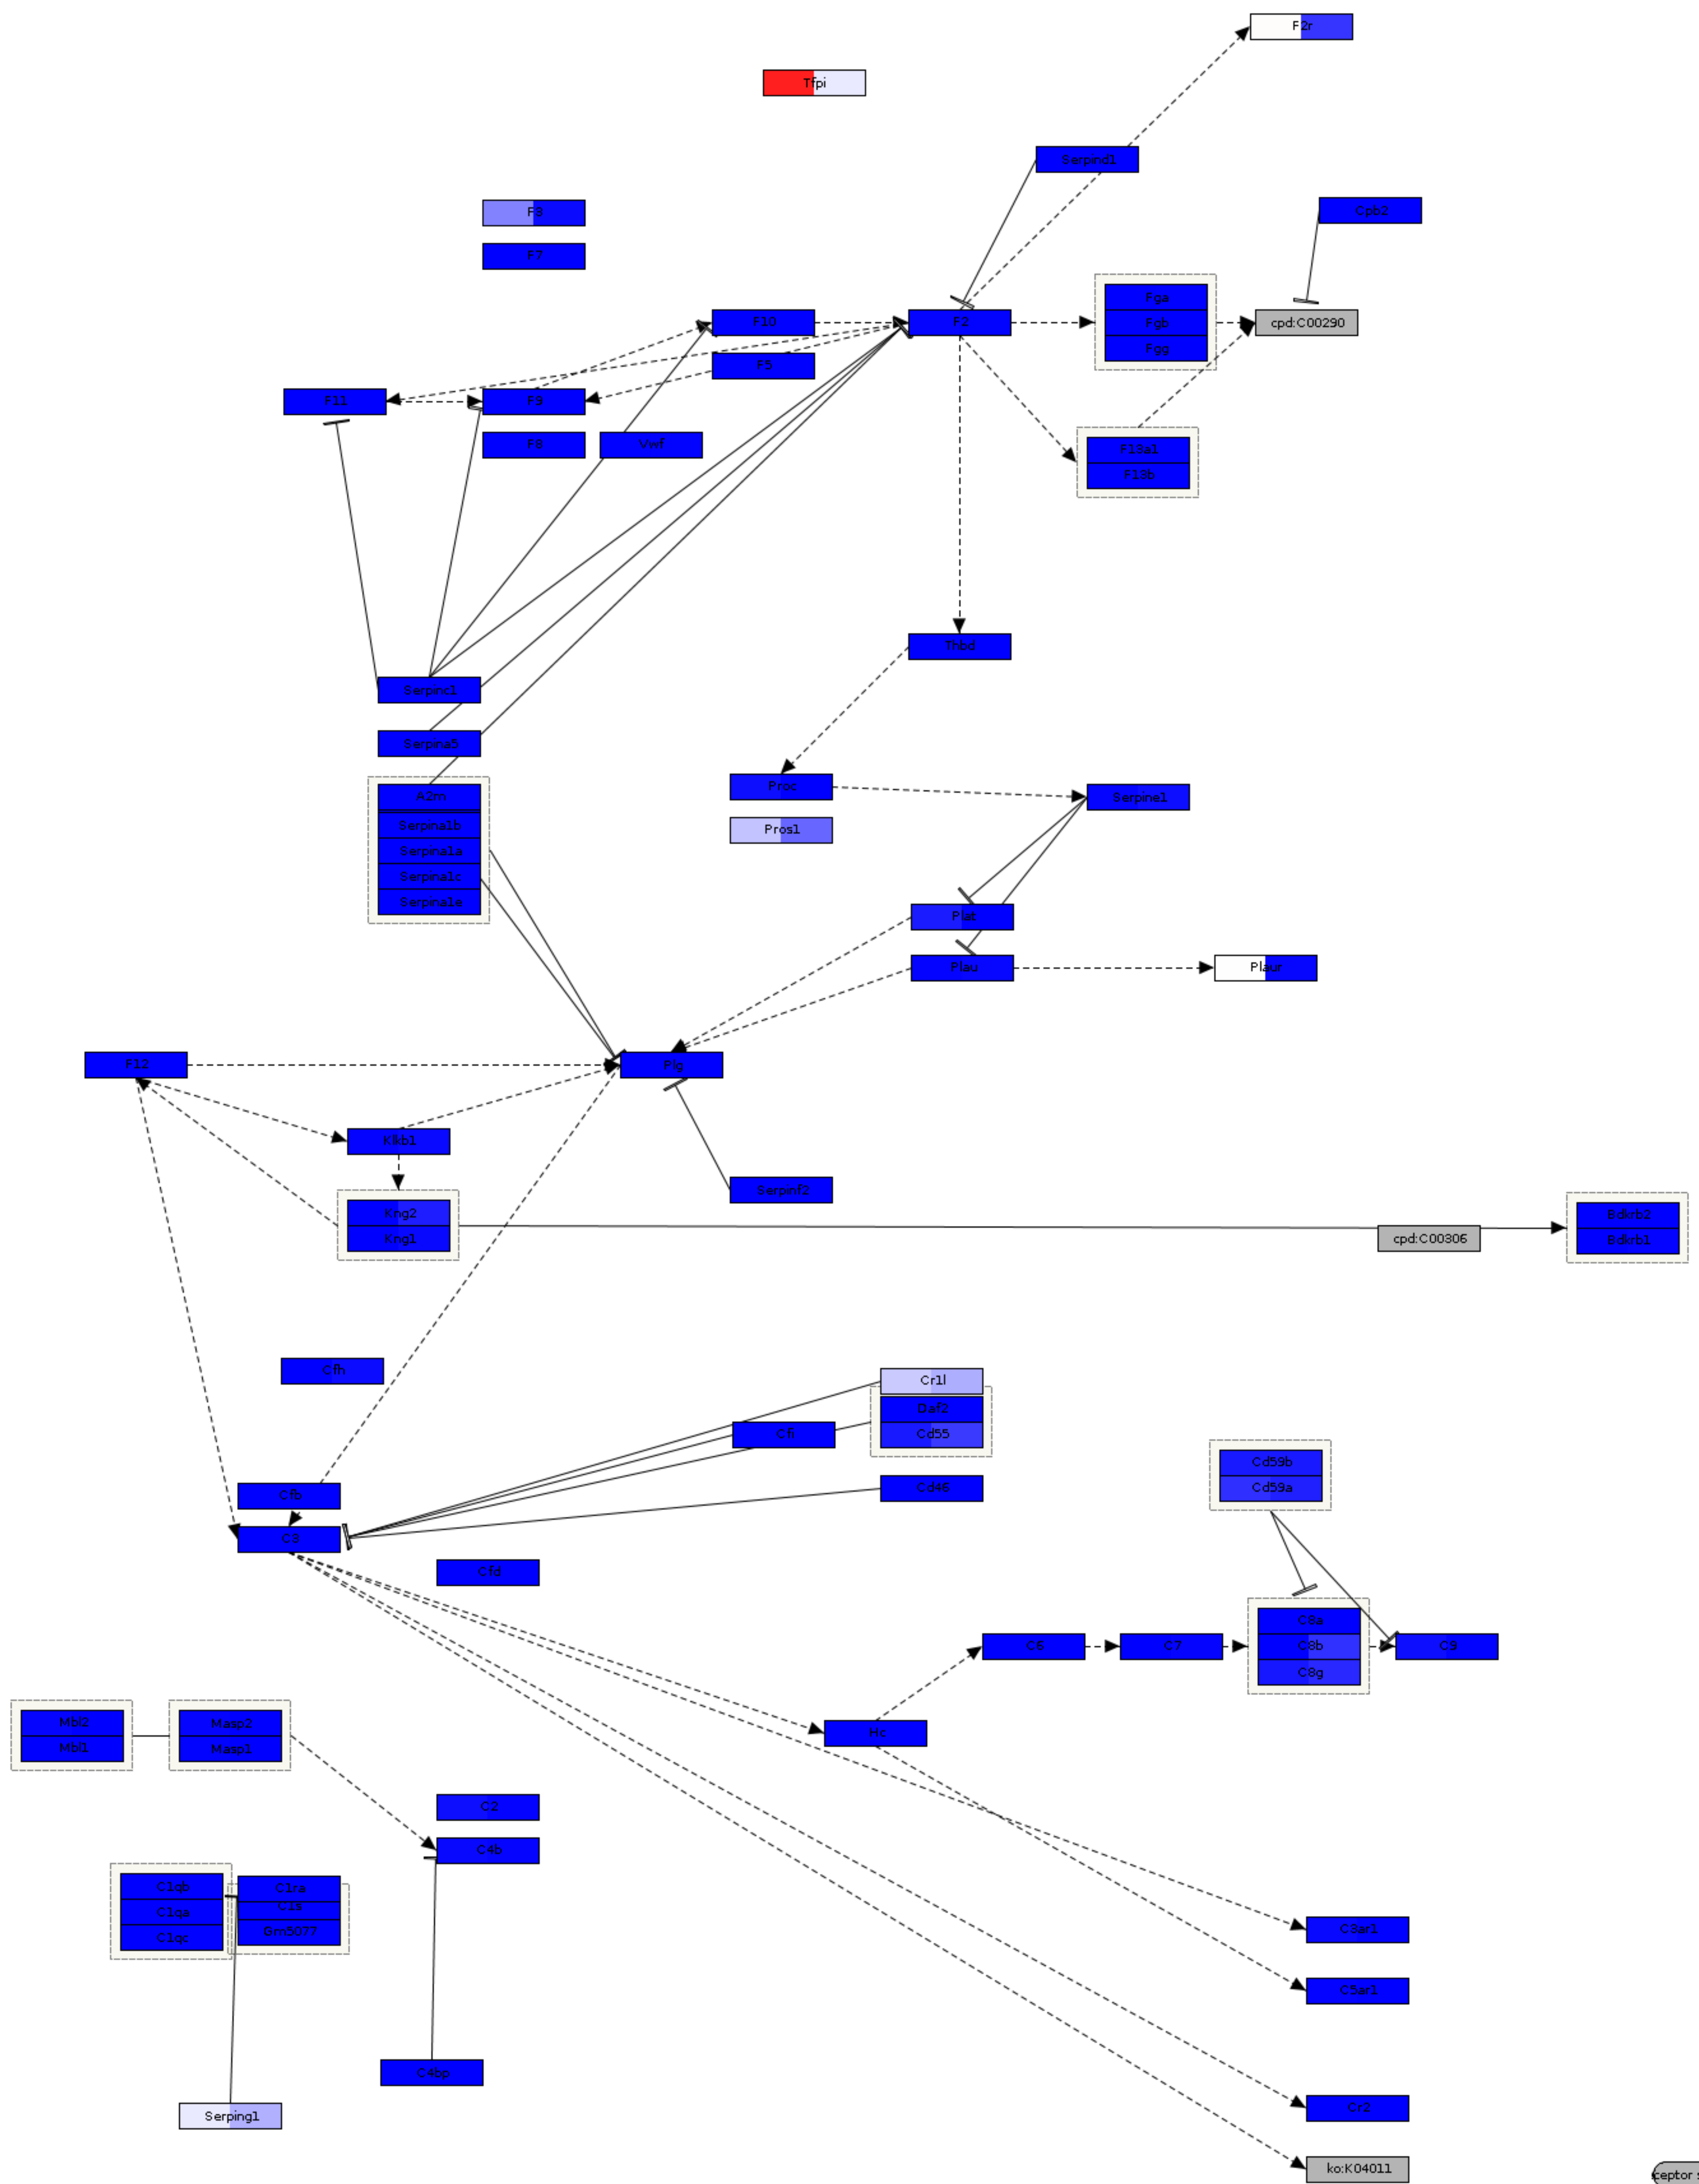 F2r
Tfpi
Serpind1
F3
Cpb2
F7
Fga
F10
F2
Fgb
cpd:C00290
Fgg
F5
F11
F9
F8
Vwf
F13a1
F13b
Thbd
Serpinc1
Serpina5
Proc
A2m
Serpine1
Serpina1b
Pros1
Serpina1a
Serpina1c
Serpina1e
Plat
Plau
Plaur
F12
Plg
Klkb1
Serpinf2
Kng2
Bdkrb2
Kng1
cpd:C00306
Bdkrb1
Cfh
Cr1l
Daf2
Cfi
Cd55
Cd59b
Cfb
Cd46
Cd59a
C3
Cfd
C8a
C6
C7
C8b
C9
C8g
Mbl2
Masp2
Hc
Mbl1
Masp1
C2
C4b
C1qb
C1ra
C1s
C1qa
C3ar1
Gm5077
C1qc
C5ar1
C4bp
Serping1
Cr2
ko:K04011
ceptor s